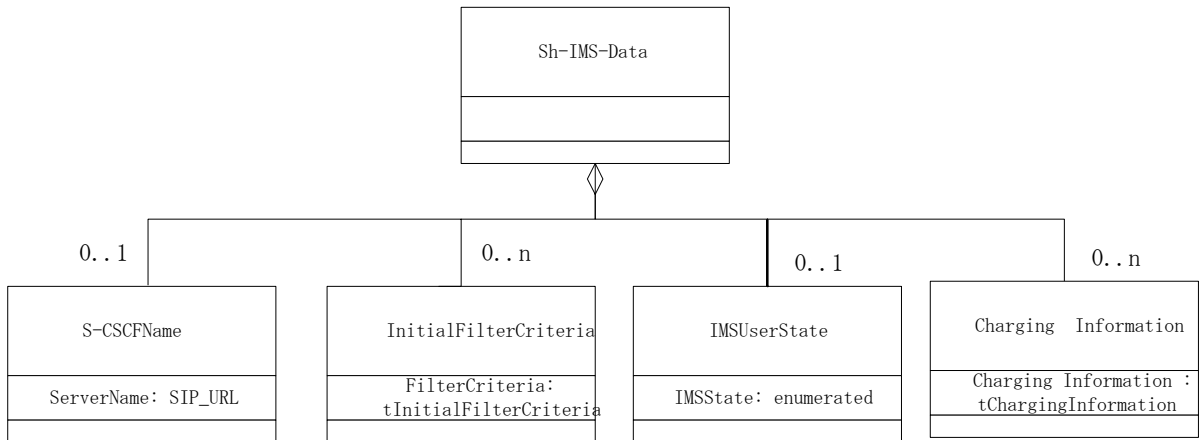 Sh-IMS-Data
0..1
0..n
0..1
0..n
S-CSCFName
InitialFilterCriteria
IMSUserState
Charging Information
ServerName: SIP_URL
FilterCriteria:
tInitialFilterCriteria
IMSState: enumerated
Charging Information :
tChargingInformation